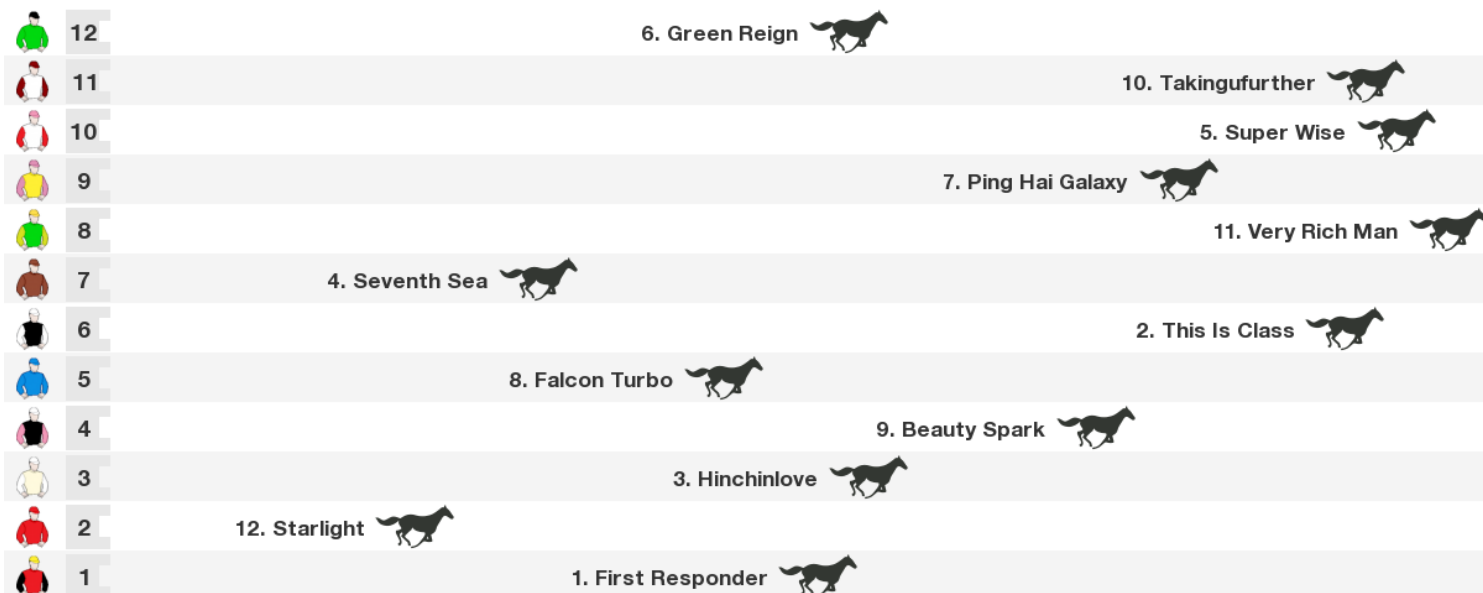 12 6. Green Reign
11 10. Takingufurther
10 5. Super Wise
9 7. Ping Hai Galaxy
8 11. Very Rich Man
7 4. Seventh Sea
6 2. This Is Class
5 8. Falcon Turbo
4 9. Beauty Spark
3 3. Hinchinlove
2 12. Starlight
1 1. First Responder